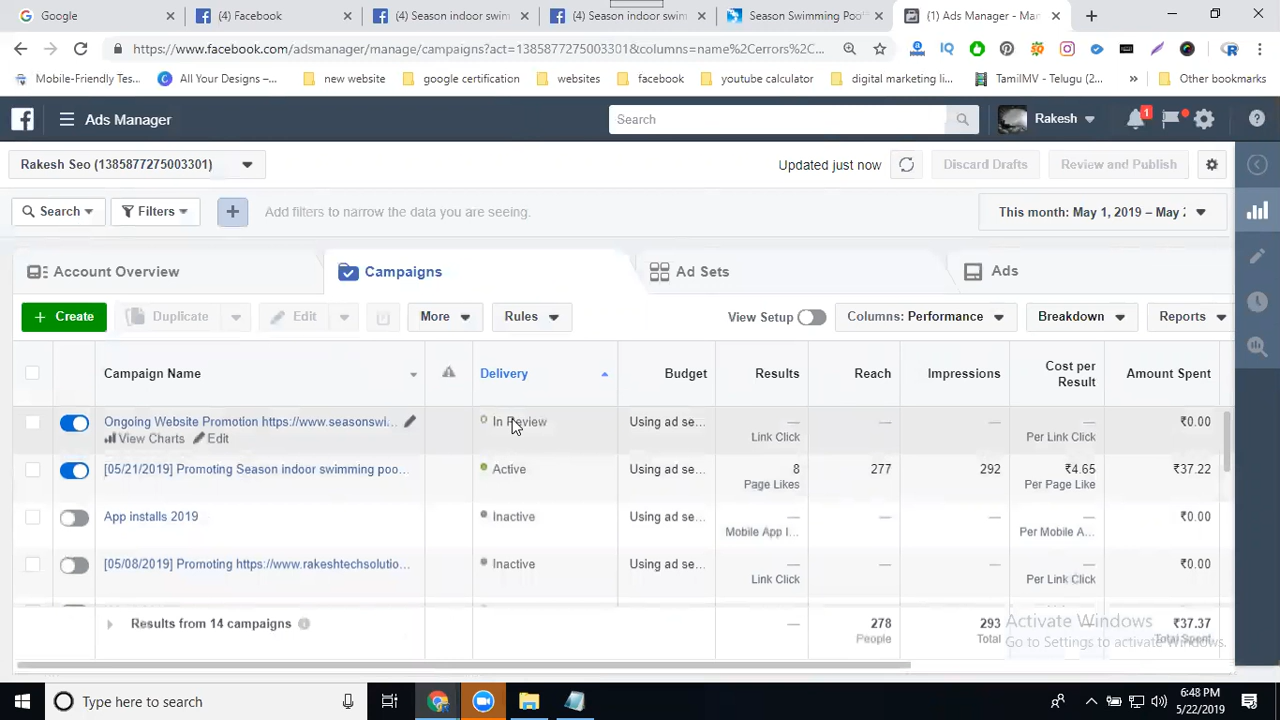 Google
(4) Facebook
(4) Season indoor swim
(4) Season indoor swin
Season Swimming Poo
(1) Ads Manager - Ma
https://www.facebook.com/adsmanager/manage/campaigns?act=1385877275003301&columns=name%2Cerrors%2C...
Mobile-Friendly Tes...
All Your Designs –...
new website
google certification
websites
facebook
youtube calculator
digital marketing li...
TamilMV - Telugu (2...
Other bookmarks
Ads Manager
Search
Rakesh
1
Rakesh Seo (1385877275003301)
Updated just now
Discard Drafts
Review and Publish
Search
Filters
Add filters to narrow the data you are seeing.
This month: May 1, 2019 – May 2
Account Overview
Campaigns
Ad Sets
Ads
+ Create
Duplicate
Edit
More
Rules
View Setup
Columns: Performance
Breakdown
Reports
Campaign Name
Delivery
Budget
Results
Reach
Impressions
Cost per Result
Amount Spent
Ongoing Website Promotion https://www.seasonswi...
In Review
Using ad se...
—
—
—
—
₹0.00
View Charts
Edit
Link Click
Per Link Click
[05/21/2019] Promoting Season indoor swimming poo...
Active
Using ad se...
8
277
292
₹4.65
₹37.22
Page Likes
Per Page Like
App installs 2019
Inactive
Using ad se...
—
—
—
—
₹0.00
Mobile App I...
Per Mobile A...
[05/08/2019] Promoting https://www.rakeshtechsolutio...
Inactive
Using ad se...
—
—
—
—
₹0.00
Link Click
Per Link Click
Results from 14 campaigns
—
278
293
—
₹37.37
People
Total
Total Spent
Activate Windows
Go to Settings to activate Windows.
Type here to search
6:48 PM
5/22/2019